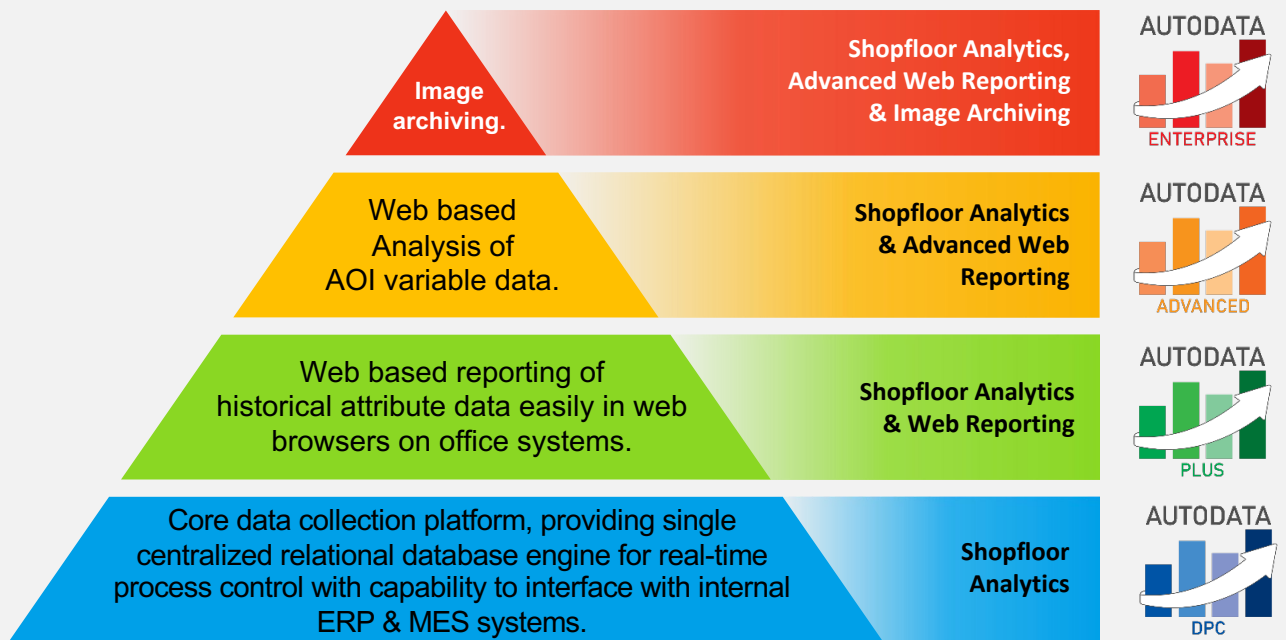 Image
archiving.
Shopfloor Analytics,
Advanced Web Reporting
& Image Archiving
AUTODATA
ENTERPRISE
Web based
Analysis of
AOI variable data.
Shopfloor Analytics
& Advanced Web
Reporting
AUTODATA
ADVANCED
Web based reporting of
historical attribute data easily in web
browsers on office systems.
Shopfloor Analytics
& Web Reporting
AUTODATA
PLUS
Core data collection platform, providing single
centralized relational database engine for real-time
process control with capability to interface with internal
ERP & MES systems.
Shopfloor
Analytics
AUTODATA
DPC